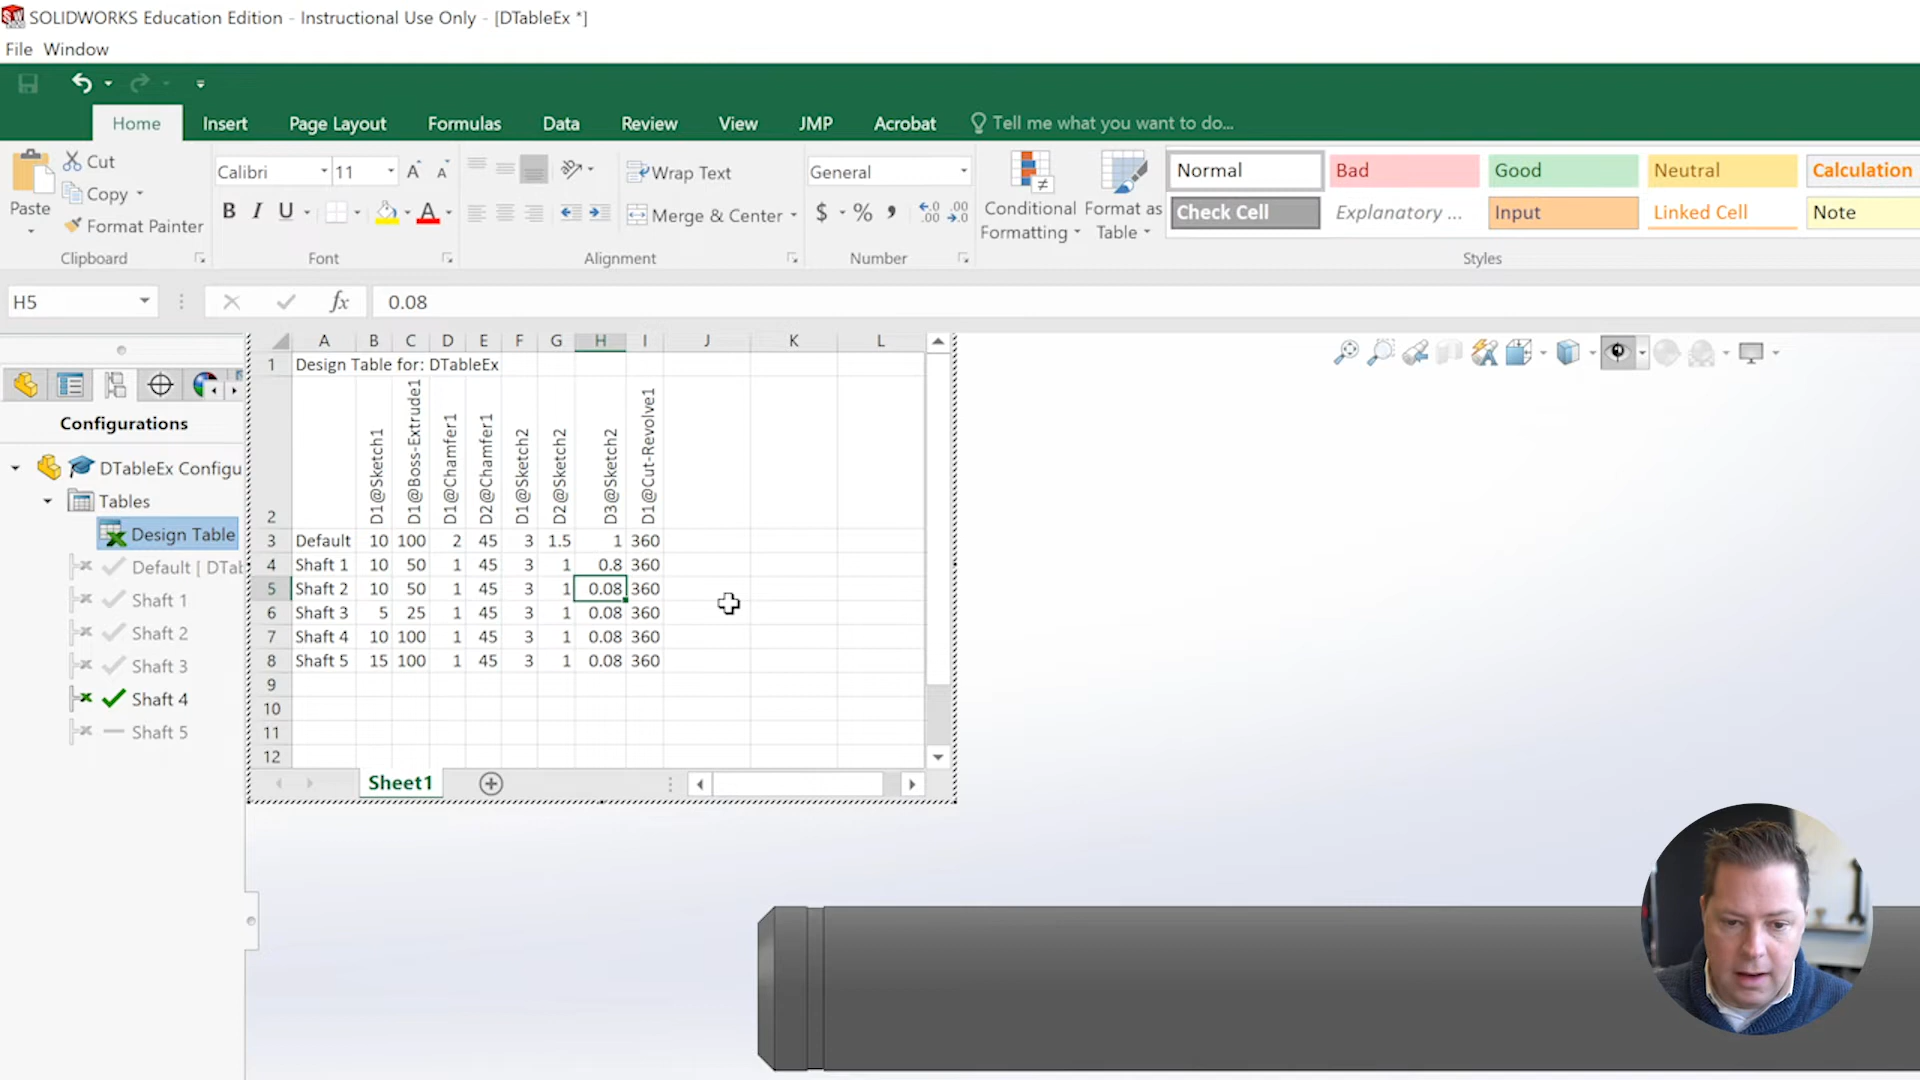 SOLIDWORKS Education Edition - Instructional Use Only - [DTableEx *]
File Window
Home Insert Page Layout Formulas Data Review View JMP Acrobat Tell me what you want to do...
Paste
Cut
Copy
Format Painter
Clipboard
Calibri 11
B I U
Font
Wrap Text
Merge & Center
Alignment
General
$ % ,
Number
Conditional Formatting
Format as Table
Normal Bad Good Neutral Calculation
Check Cell Explanatory ... Input Linked Cell Note
Styles
H5 fx 0.08
Configurations
DTableEx Configu
Tables
Design Table
Default [ DTab
Shaft 1
Shaft 2
Shaft 3
Shaft 4
Shaft 5
A B C D E F G H I J K L
1 Design Table for: DTableEx
2 D1@Sketch1 D1@Boss-Extrude1 D1@Chamfer1 D2@Chamfer1 D1@Sketch2 D2@Sketch2 D3@Sketch2 D1@Cut-Revolve1
3 Default 10 100 2 45 3 1.5 1 360
4 Shaft 1 10 50 1 45 3 1 0.8 360
5 Shaft 2 10 50 1 45 3 1 0.08 360
6 Shaft 3 5 25 1 45 3 1 0.08 360
7 Shaft 4 10 100 1 45 3 1 0.08 360
8 Shaft 5 15 100 1 45 3 1 0.08 360
9
10
11
12
Sheet1